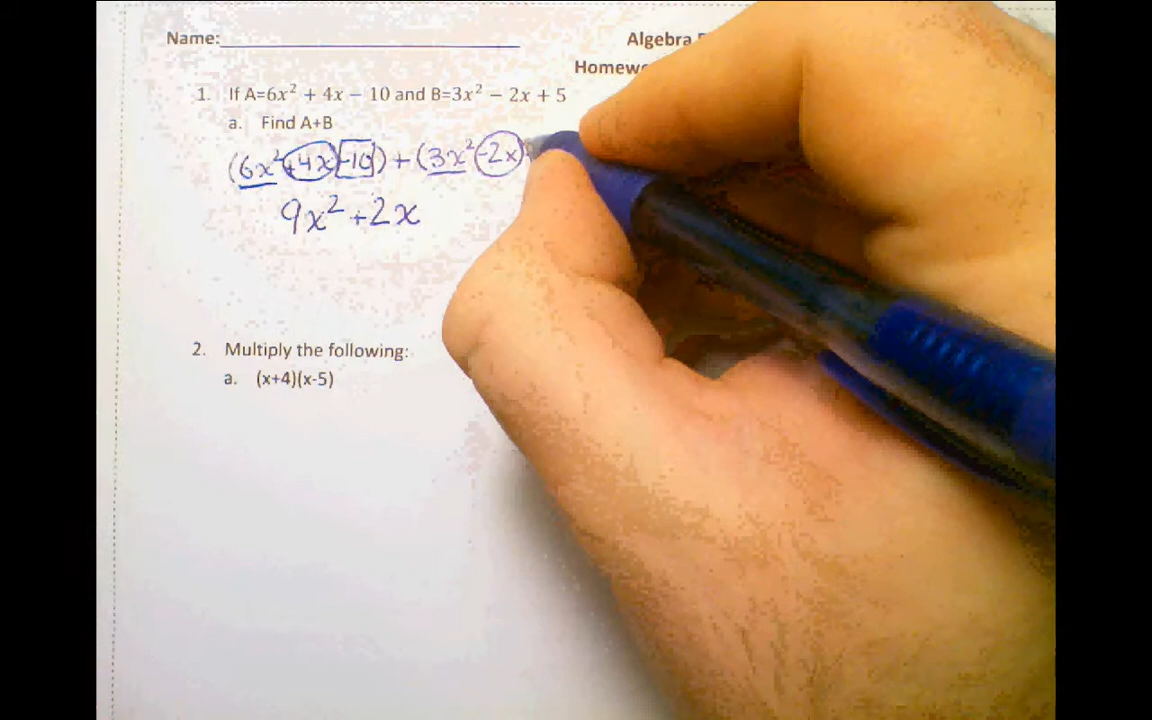 Name: Algebra
1. If A=6x² + 4x − 10 and B=3x² − 2x + 5
a. Find A+B
(6x²+4x-10) + (3x²-2x)
9x² +2x
2. Multiply the following:
a. (x+4)(x-5)